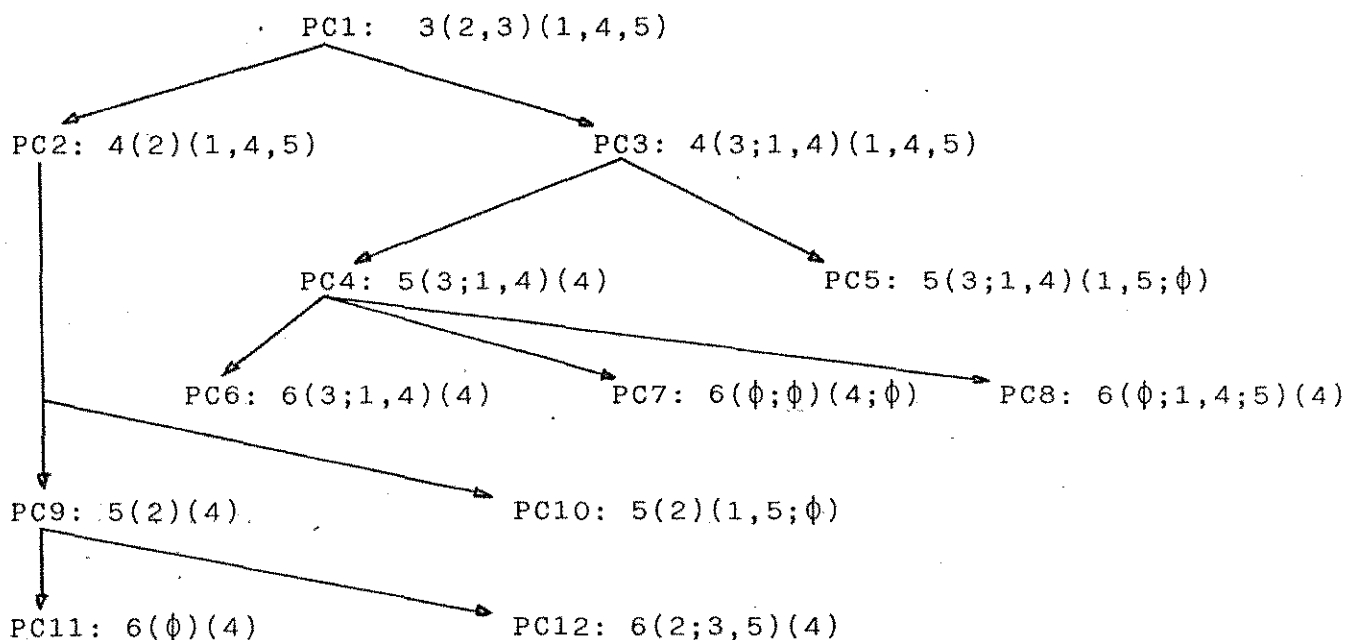 PC1: 3(2,3)(1,4,5)
PC2: 4(2)(1,4,5) PC3: 4(3;1,4)(1,4,5)
PC4: 5(3;1,4)(4) PC5: 5(3;1,4)(1,5;ϕ)
PC6: 6(3;1,4)(4) PC7: 6(ϕ;ϕ)(4;ϕ) PC8: 6(ϕ;1,4;5)(4)
PC9: 5(2)(4) PC10: 5(2)(1,5;ϕ)
PC11: 6(ϕ)(4) PC12: 6(2;3,5)(4)